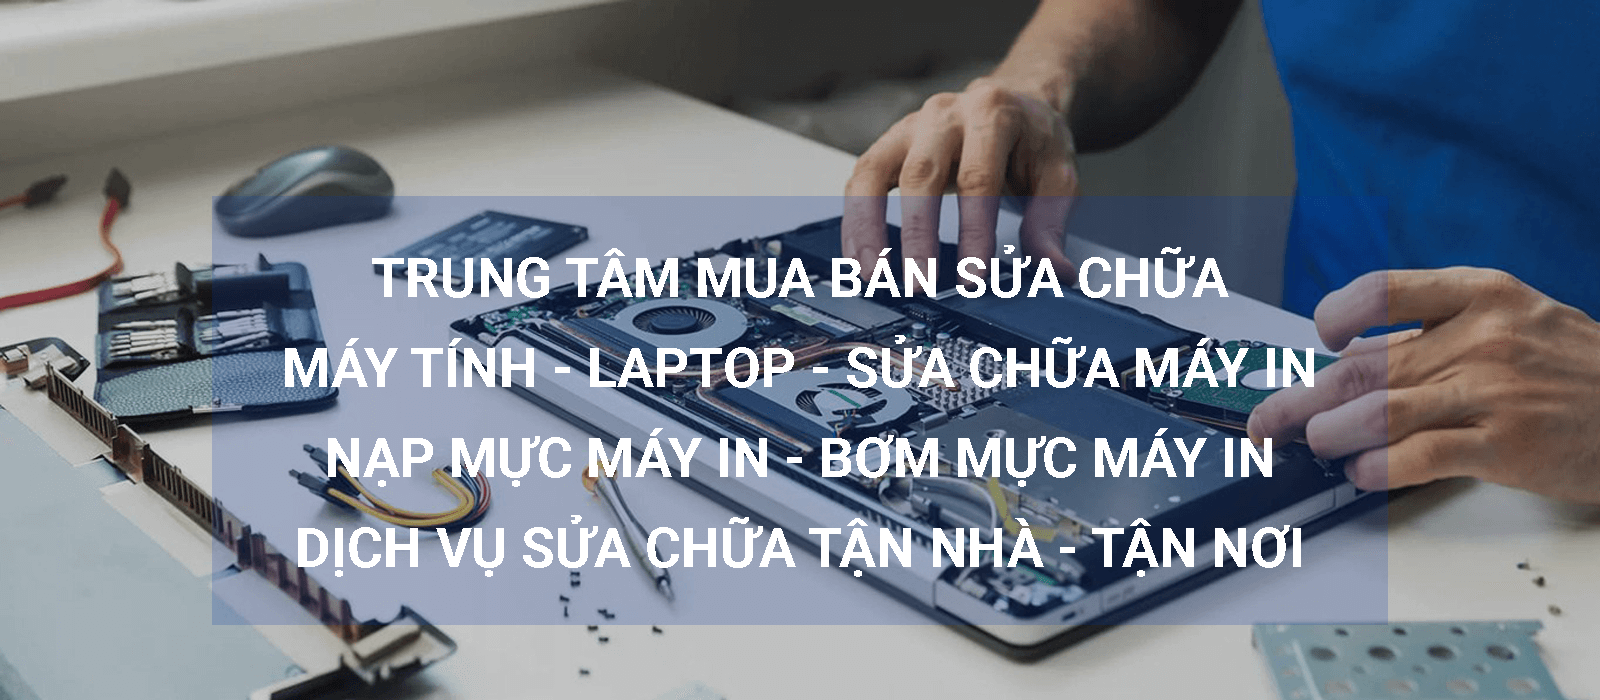 TRUNG TÂM MUA BÁN SỬA CHỮA
MÁY TÍNH - LAPTOP - SỬA CHỮA MÁY IN
NẠP MỰC MÁY IN - BƠM MỰC MÁY IN
DỊCH VỤ SỬA CHỮA TẬN NHÀ - TẬN NƠI